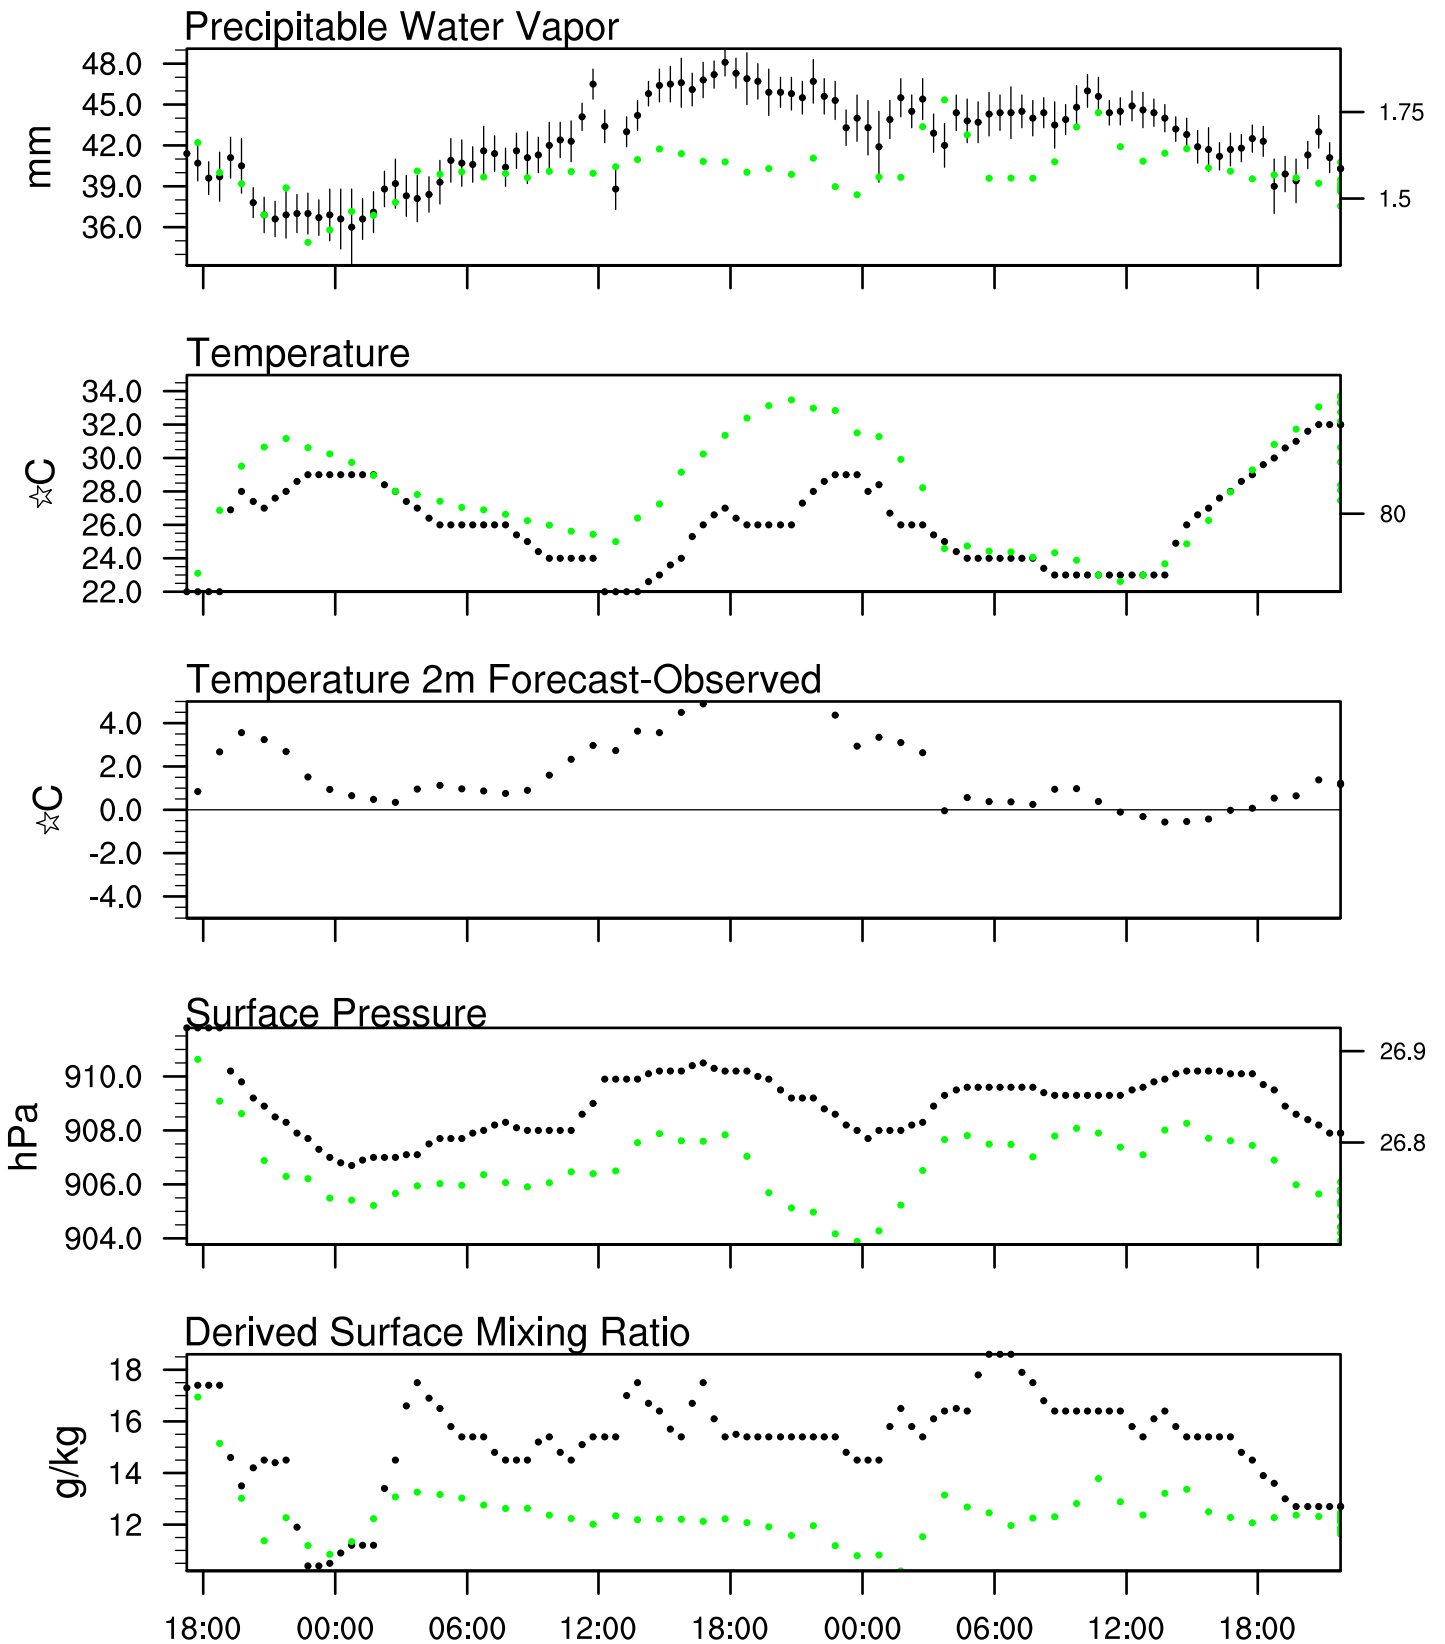 Precipitable Water Vapor
48.0
45.0
42.0
39.0
36.0
mm
1.75
1.5
Temperature
34.0
32.0
30.0
28.0
26.0
24.0
22.0
☆C
80
Temperature 2m Forecast-Observed
4.0
2.0
0.0
-2.0
-4.0
☆C
Surface Pressure
910.0
908.0
906.0
904.0
hPa
26.9
26.8
Derived Surface Mixing Ratio
18
16
14
12
g/kg
18:00 00:00 06:00 12:00 18:00 00:00 06:00 12:00 18:00